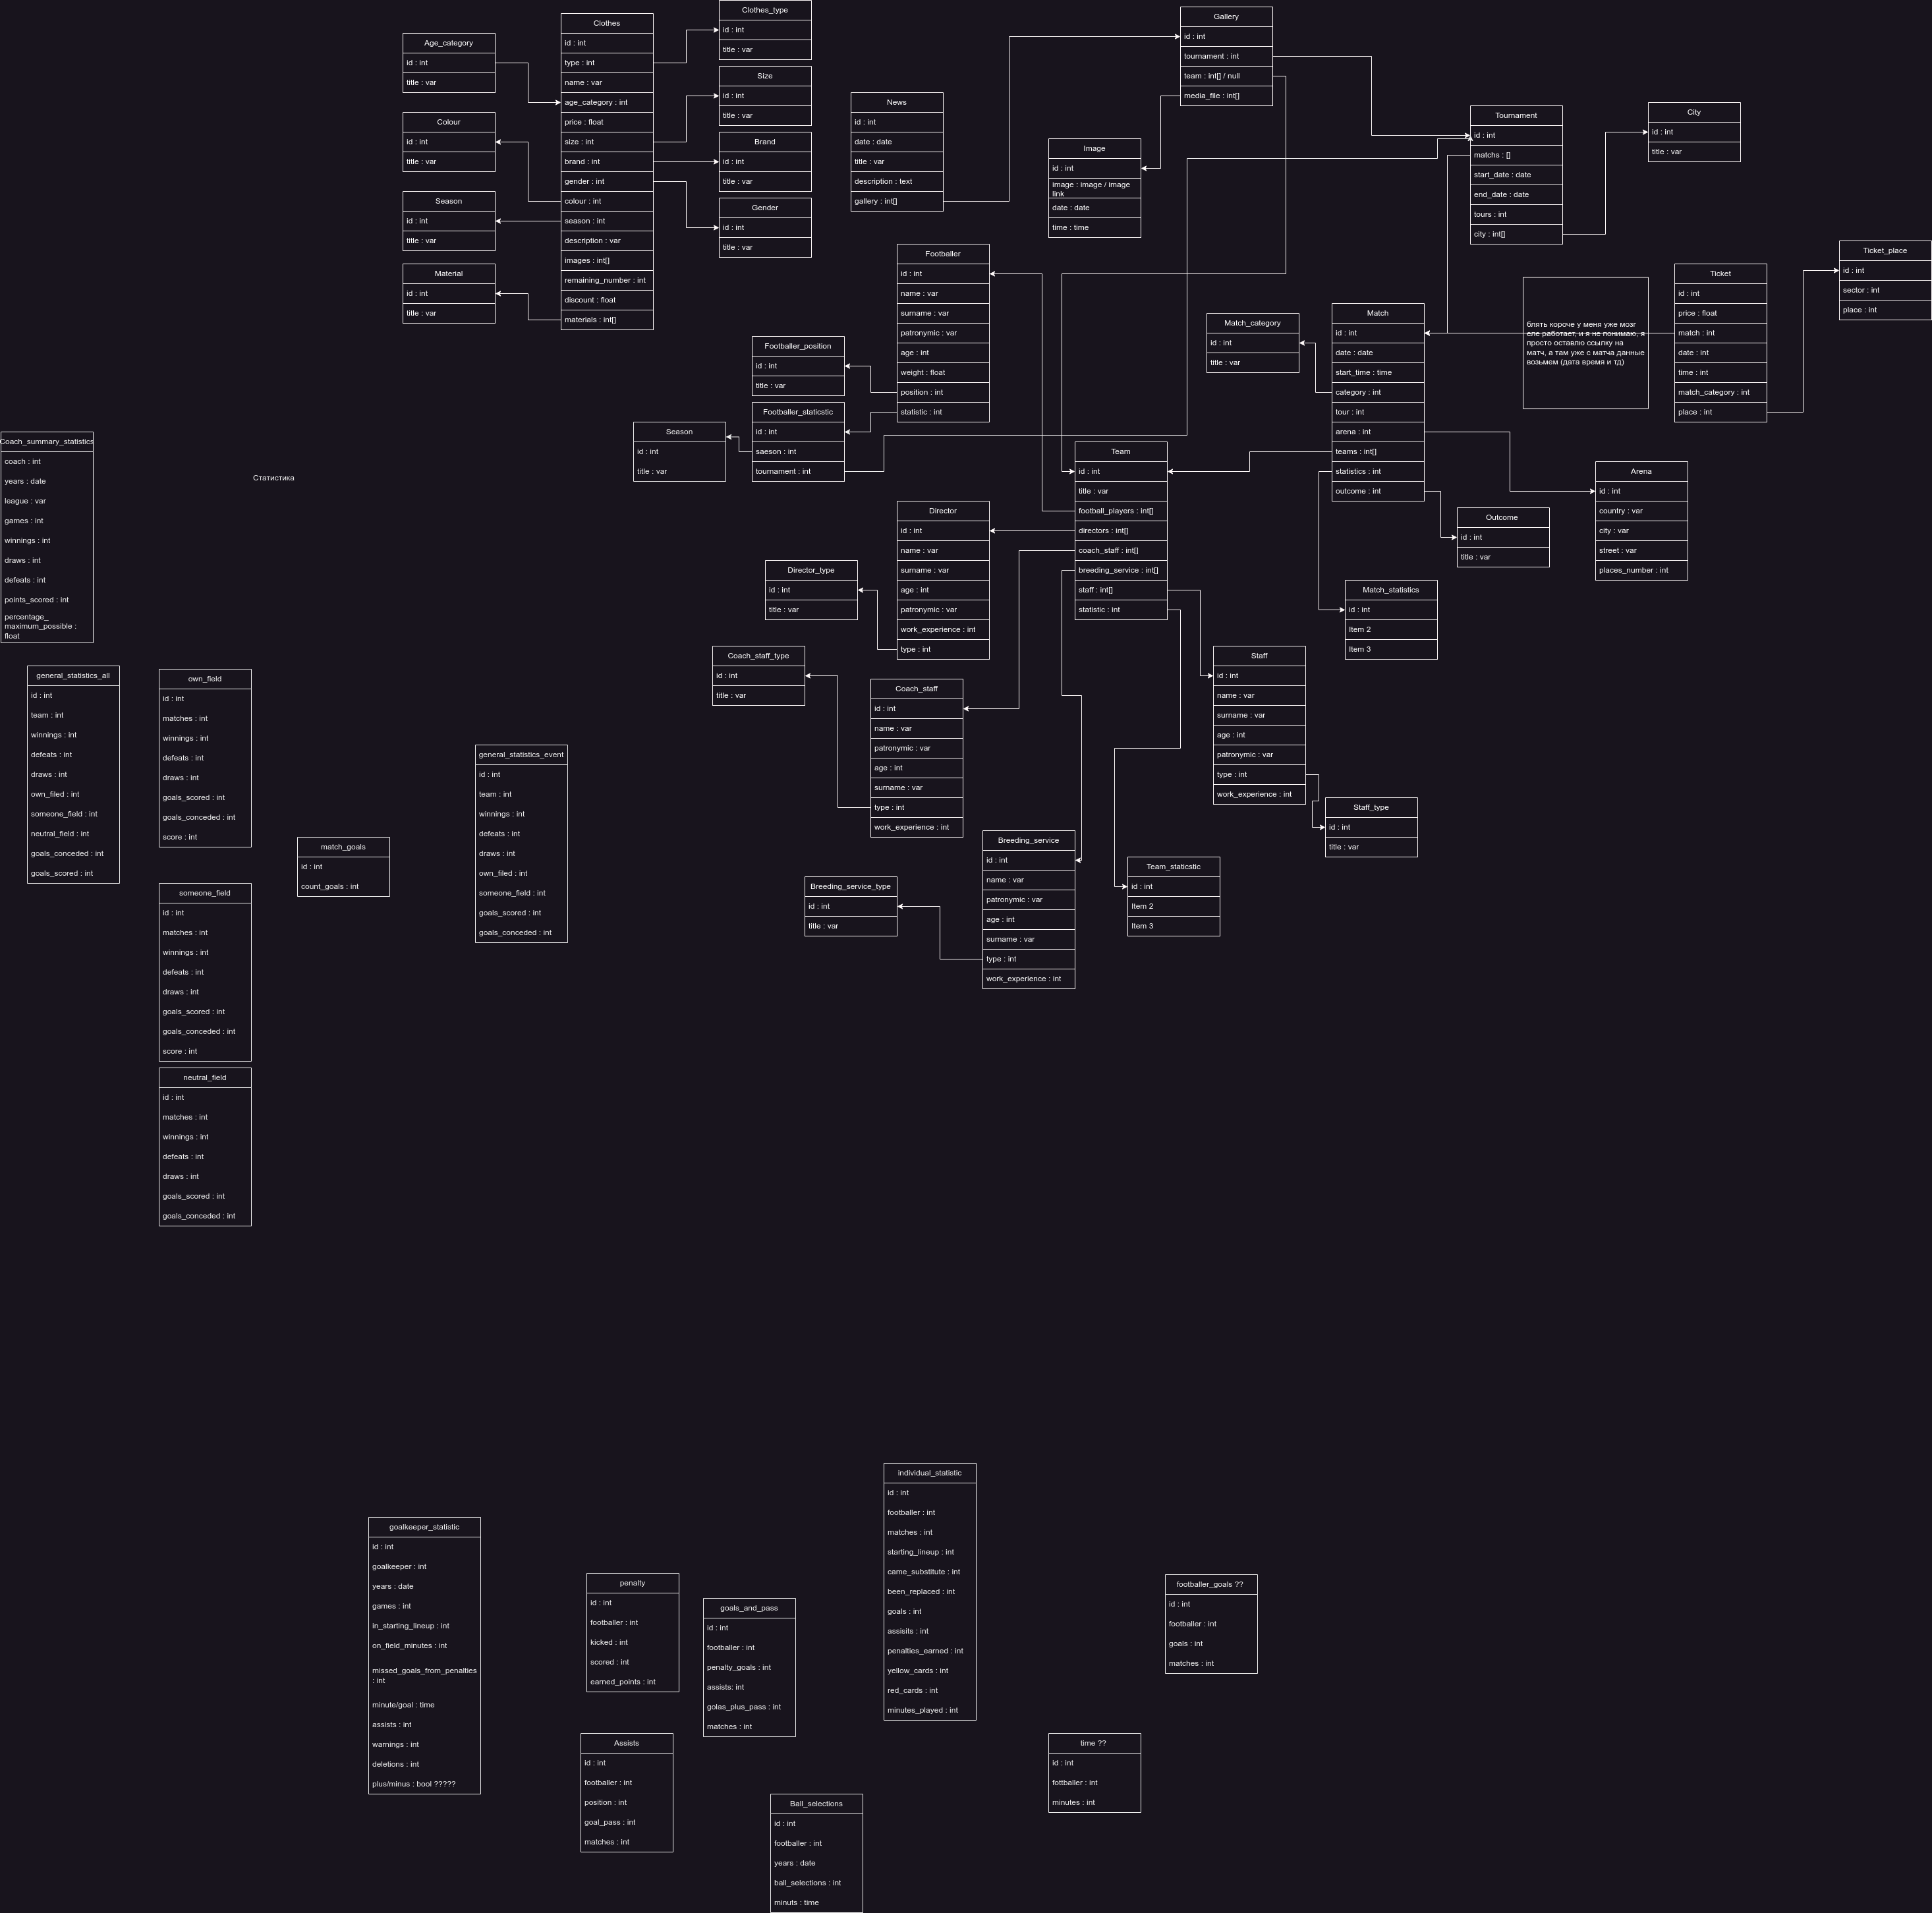 Clothes_type
id : int
title : var
Clothes
id : int
type : int
name : var
age_category : int
price : float
size : int
brand : int
gender : int
colour : int
season : int
description : var
images : int[]
remaining_number : int
discount : float
materials : int[]
Age_category
id : int
title : var
Colour
id : int
title : var
Season
id : int
title : var
Material
id : int
title : var
Size
id : int
title : var
Brand
id : int
title : var
Gender
id : int
title : var
News
id : int
date : date
title : var
description : text
gallery : int[]
Gallery
id : int
tournament : int
team : int[] / null
media_file : int[]
Image
id : int
image : image / image
link
date : date
time : time
Tournament
id : int
matchs : []
start_date : date
end_date : date
tours : int
city : int[]
City
id : int
title : var
Ticket_place
id : int
sector : int
place : int
Ticket
id : int
price : float
match : int
date : int
time : int
match_category : int
place : int
блять короче у меня уже мозг
еле работает, и я не понимаю, я
просто оставлю ссылку на
матч, а там уже с матча данные
возьмем (дата время и тд)
Match
id : int
date : date
start_time : time
category : int
tour : int
arena : int
teams : int[]
statistics : int
outcome : int
Match_category
id : int
title : var
Footballer
id : int
name : var
surname : var
patronymic : var
age : int
weight : float
position : int
statistic : int
Footballer_position
id : int
title : var
Footballer_staticstic
id : int
saeson : int
tournament : int
Season
id : int
title : var
Team
id : int
title : var
football_players : int[]
directors : int[]
coach_staff : int[]
breeding_service : int[]
staff : int[]
statistic : int
Arena
id : int
country : var
city : var
street : var
places_number : int
Outcome
id : int
title : var
Match_statistics
id : int
Item 2
Item 3
Director
id : int
name : var
surname : var
age : int
patronymic : var
work_experience : int
type : int
Director_type
id : int
title : var
Coach_staff_type
id : int
title : var
Coach_staff
id : int
name : var
patronymic : var
age : int
surname : var
type : int
work_experience : int
Staff
id : int
name : var
surname : var
age : int
patronymic : var
type : int
work_experience : int
Staff_type
id : int
title : var
Breeding_service
id : int
name : var
patronymic : var
age : int
surname : var
type : int
work_experience : int
Breeding_service_type
id : int
title : var
Team_staticstic
id : int
Item 2
Item 3
Coach_summary_statistics
coach : int
years : date
league : var
games : int
winnings : int
draws : int
defeats : int
points_scored : int
percentage_
maximum_possible :
float
Статистика
general_statistics_all
id : int
team : int
winnings : int
defeats : int
draws : int
own_filed : int
someone_field : int
neutral_field : int
goals_conceded : int
goals_scored : int
own_field
id : int
matches : int
winnings : int
defeats : int
draws : int
goals_scored : int
goals_conceded : int
score : int
match_goals
id : int
count_goals : int
general_statistics_event
id : int
team : int
winnings : int
defeats : int
draws : int
own_filed : int
someone_field : int
goals_scored : int
goals_conceded : int
someone_field
id : int
matches : int
winnings : int
defeats : int
draws : int
goals_scored : int
goals_conceded : int
score : int
neutral_field
id : int
matches : int
winnings : int
defeats : int
draws : int
goals_scored : int
goals_conceded : int
goalkeeper_statistic
id : int
goalkeeper : int
years : date
games : int
in_starting_lineup : int
on_field_minutes : int
missed_goals_from_penalties
: int
minute/goal : time
assists : int
warnings : int
deletions : int
plus/minus : bool ?????
penalty
id : int
footballer : int
kicked : int
scored : int
earned_points : int
goals_and_pass
id : int
footballer : int
penalty_goals : int
assists: int
golas_plus_pass : int
matches : int
individual_statistic
id : int
footballer : int
matches : int
starting_lineup : int
came_substitute : int
been_replaced : int
goals : int
assisits : int
penalties_earned : int
yellow_cards : int
red_cards : int
minutes_played : int
footballer_goals ??
id : int
footballer : int
goals : int
matches : int
Assists
id : int
footballer : int
position : int
goal_pass : int
matches : int
time ??
id : int
fottballer : int
minutes : int
Ball_selections
id : int
footballer : int
years : date
ball_selections : int
minuts : time